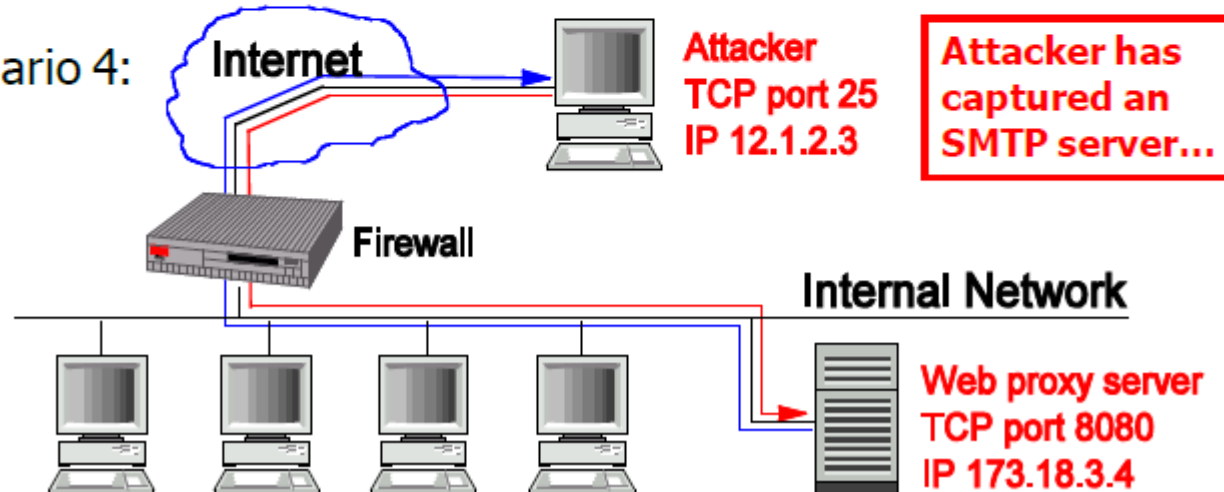 ario 4:
Internet
Attacker
TCP port 25
IP 12.1.2.3
Attacker has
captured an
SMTP server...
Firewall
Internal Network
Web proxy server
TCP port 8080
IP 173.18.3.4